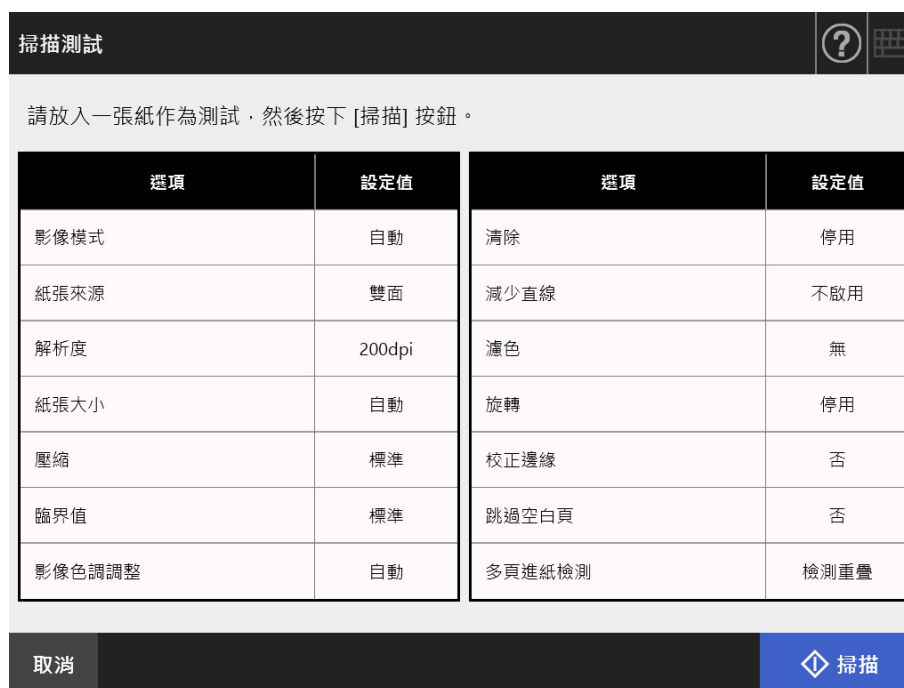 掃描測試
請放入一張紙作為測試，然後按下 [掃描] 按鈕。
選項 設定值 選項 設定值
影像模式 自動 清除 停用
紙張來源 雙面 減少直線 不啟用
解析度 200dpi 濾色 無
紙張大小 自動 旋轉 停用
壓縮 標準 校正邊緣 否
臨界值 標準 跳過空白頁 否
影像色調調整 自動 多頁進紙檢測 檢測重疊
取消 掃描